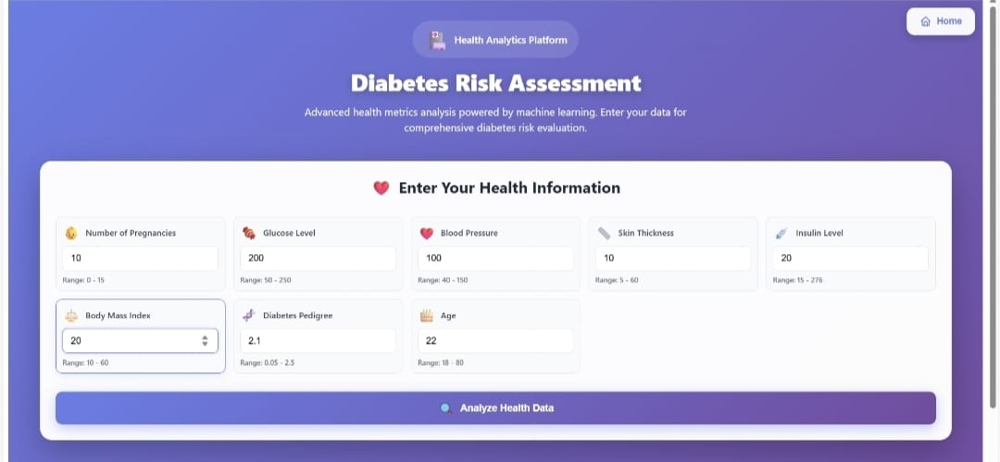 Home
Health Analytics Platform
Diabetes Risk Assessment
Advanced health metrics analysis powered by machine learning. Enter your data for
comprehensive diabetes risk evaluation.
Enter Your Health Information
Number of Pregnancies
10
Range: 0 - 15
Glucose Level
200
Range: 50 - 250
Blood Pressure
100
Range: 40 - 150
Skin Thickness
10
Range: 5 - 60
Insulin Level
20
Range: 15 - 276
Body Mass Index
20
Range: 10 - 60
Diabetes Pedigree
2.1
Range: 0.05 - 2.5
Age
22
Range: 18 - 80
Analyze Health Data